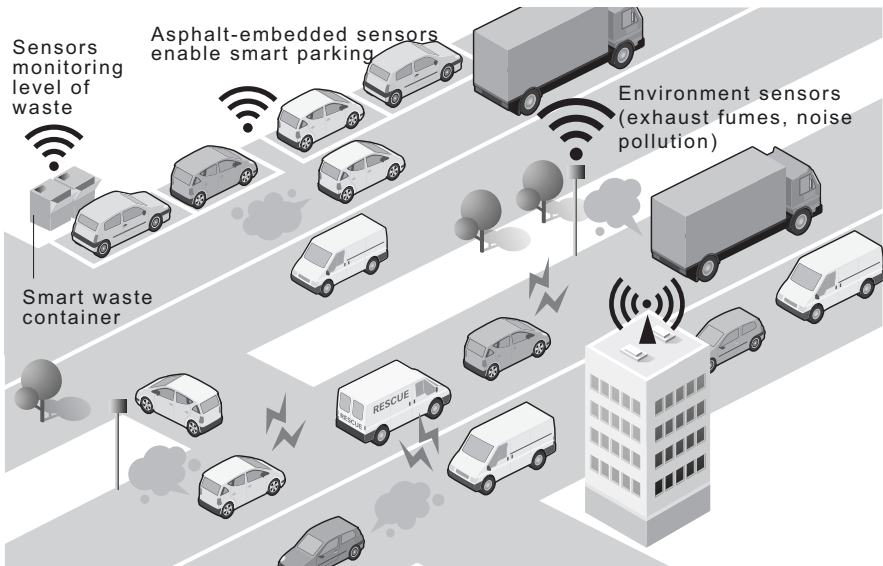 Sensors
monitoring
level of
waste
Asphalt-embedded sensors
enable smart parking
Environment sensors
(exhaust fumes, noise
pollution)
Smart waste
container
RESCUE
RESCUE